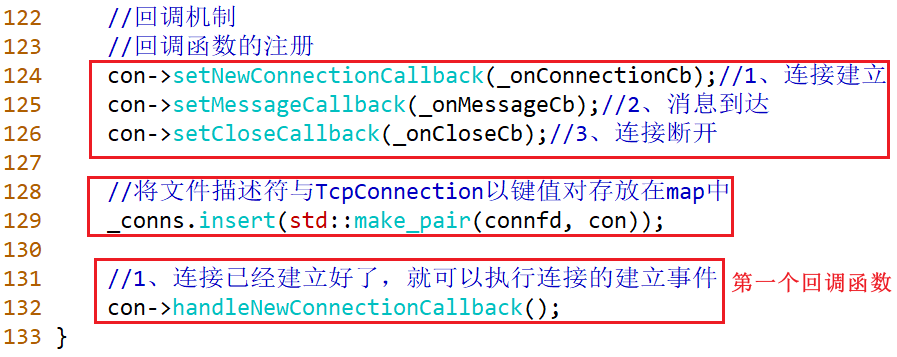 122 //回调机制
123 //回调函数的注册
124 con->setNewConnectionCallback(_onConnectionCb);//1、连接建立
125 con->setMessageCallback(_onMessageCb);//2、消息到达
126 con->setCloseCallback(_onCloseCb);//3、连接断开
127
128 //将文件描述符与TcpConnection以键值对存放在map中
129 _conns.insert(std::make_pair(connfd, con));
130
131 //1、连接已经建立好了，就可以执行连接的建立事件 第一个回调函数
132 con->handleNewConnectionCallback();
133 }